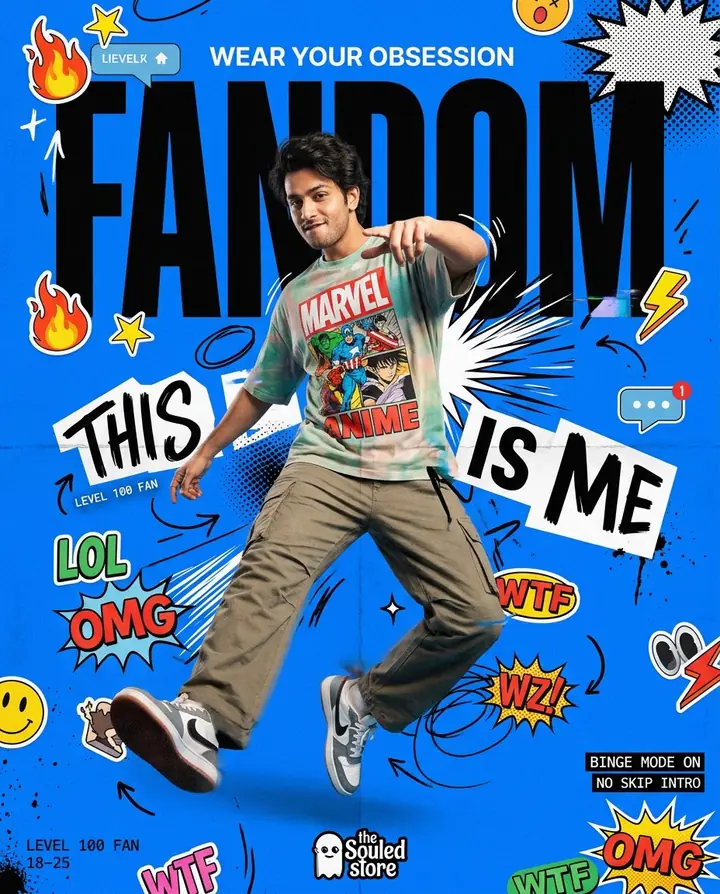 WEAR YOUR OBSESSION
LIEVELK
FANDOM
MARVEL
ANIME
THIS
IS ME
LEVEL 100 FAN
1
LOL
OMG
WTF
WZ!
BINGE MODE ON
NO SKIP INTRO
LEVEL 100 FAN
18–25
the
Souled
store
WTF
WTF
OMG